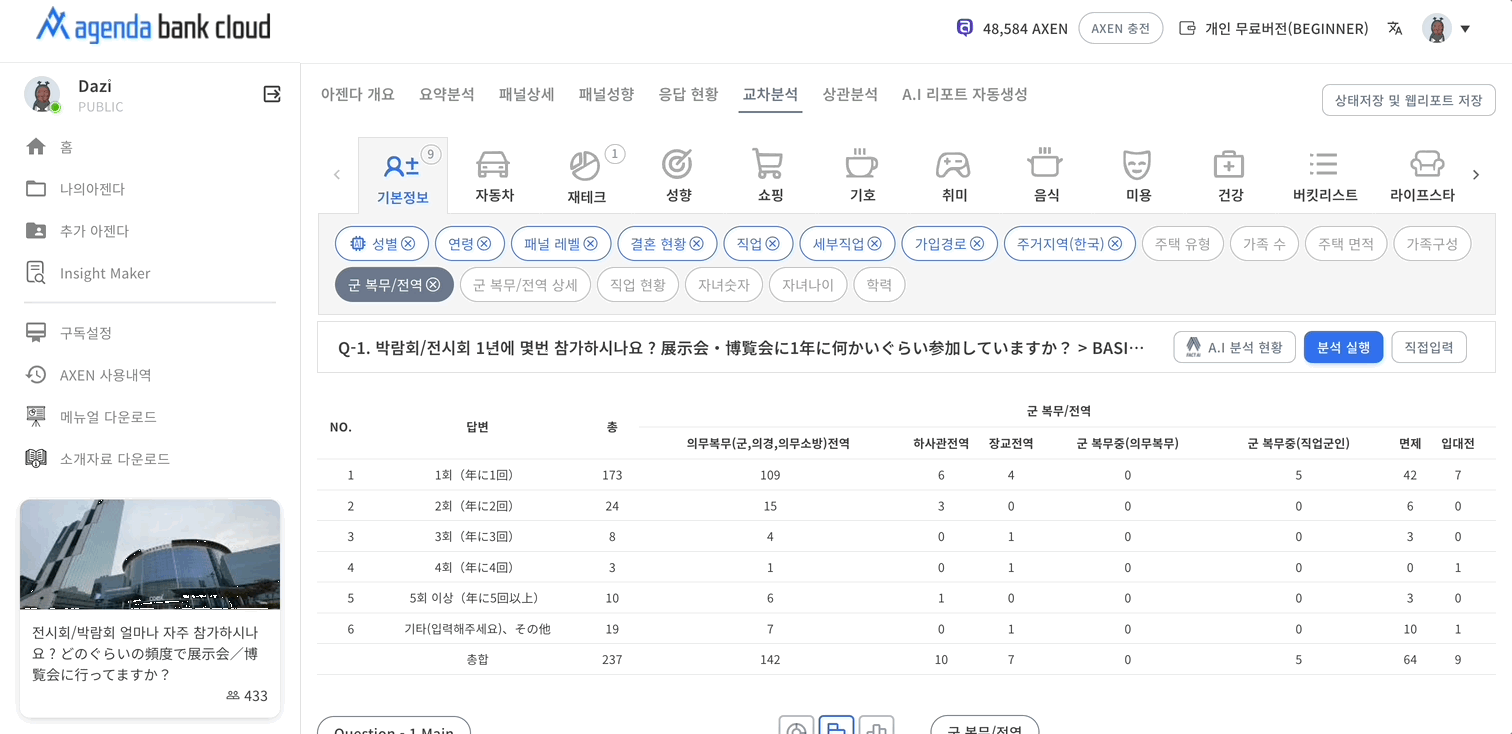 agenda bank cloud
48,584 AXEN
AXEN 충전
개인 무료버전(BEGINNER)
Dazi
PUBLIC
홈
나의아젠다
추가 아젠다
Insight Maker
구독설정
AXEN 사용내역
메뉴얼 다운로드
소개자료 다운로드
전시회/박람회 얼마나 자주 참가하시나
요 ? どのぐらいの頻度で展示会／博
覧会に行ってますか？
433
아젠다 개요 요약분석 패널상세 패널성향 응답 현황 교차분석 상관분석 A.I 리포트 자동생성
상태저장 및 웹리포트 저장
9 1
기본정보 자동차 재테크 성향 쇼핑 기호 취미 음식 미용 건강 버킷리스트 라이프스타
성별 연령 패널 레벨 결혼 현황 직업 세부직업 가입경로 주거지역(한국) 주택 유형 가족 수 주택 면적 가족구성
군 복무/전역 군 복무/전역 상세 직업 현황 자녀숫자 자녀나이 학력
Q-1. 박람회/전시회 1년에 몇번 참가하시나요 ? 展示会・博覧会に1年に何かいぐらい参加していますか？ > BASI…
FACT.AI A.I 분석 현황 분석 실행 직접입력
군 복무/전역
NO. 답변 총
의무복무(군,의경,의무소방)전역 하사관전역 장교전역 군 복무중(의무복무) 군 복무중(직업군인) 면제 입대전
1 1회（年に1回） 173 109 6 4 0 5 42 7
2 2회（年に2回） 24 15 3 0 0 0 6 0
3 3회（年に3回） 8 4 0 1 0 0 3 0
4 4회（年に4回） 3 1 0 1 0 0 0 1
5 5회 이상（年に5回以上） 10 6 1 0 0 0 3 0
6 기타(입력해주세요)、その他 19 7 0 1 0 0 10 1
총합 237 142 10 7 0 5 64 9
Question - 1 Main
군 복무/전역